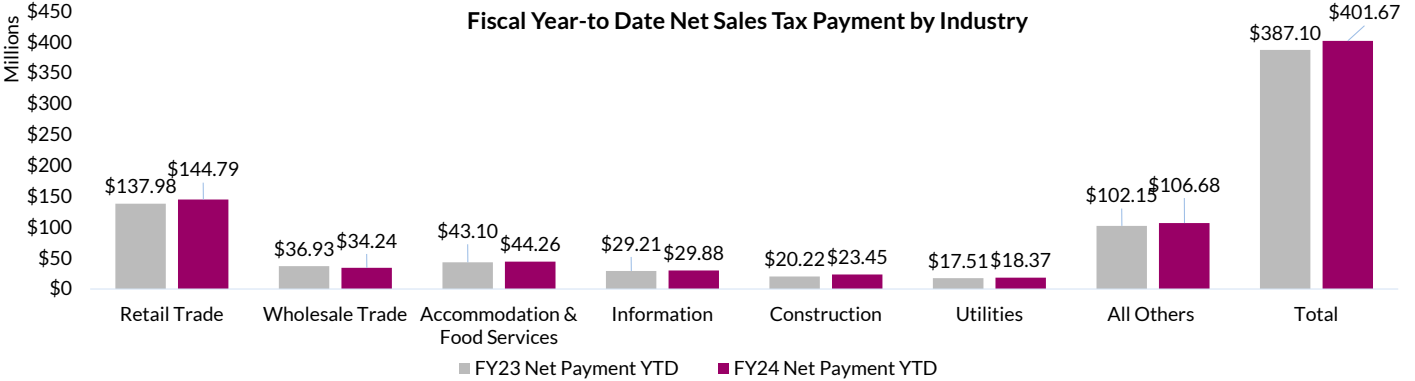 Fiscal Year-to Date Net Sales Tax Payment by Industry
Millions
$450
$400
$350
$300
$250
$200
$150
$100
$50
$0
$137.98
$144.79
$36.93
$34.24
$43.10
$44.26
$29.21
$29.88
$20.22
$23.45
$17.51
$18.37
$102.15
$106.68
$387.10
$401.67
Retail Trade
Wholesale Trade
Accommodation &
Food Services
Information
Construction
Utilities
All Others
Total
FY23 Net Payment YTD
FY24 Net Payment YTD